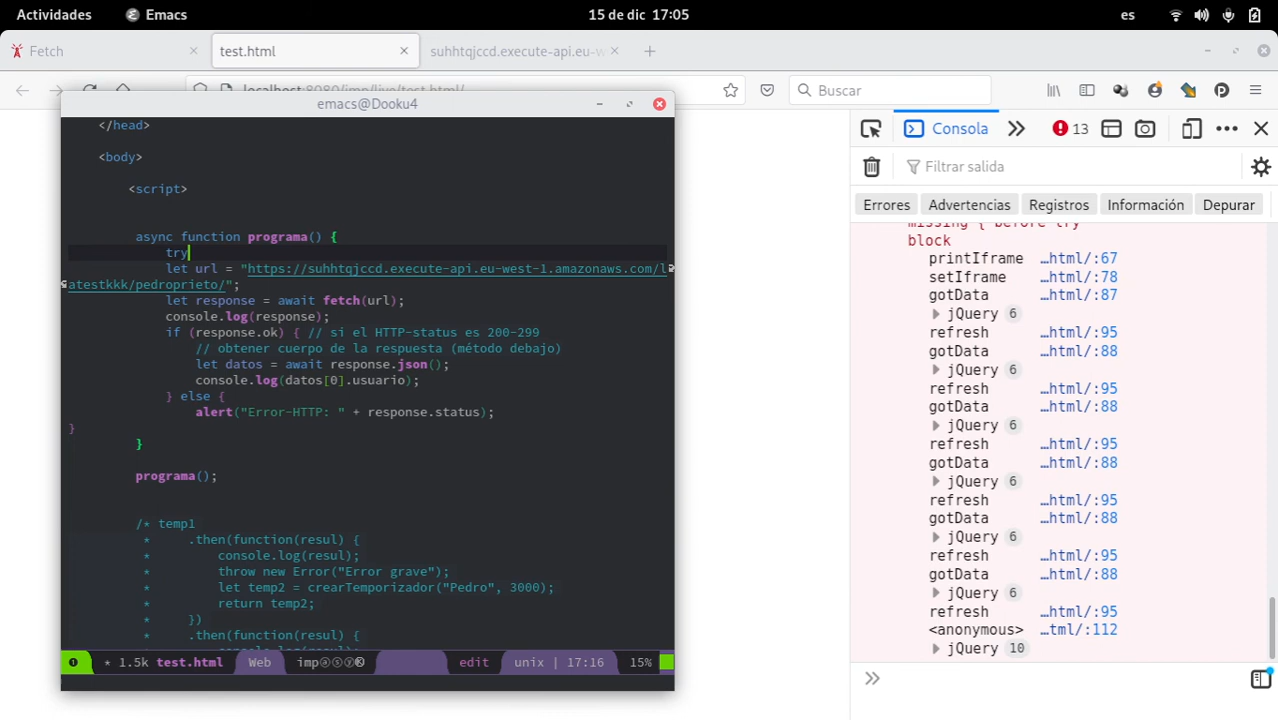 Actividades
Emacs
15 de dic 17:05
es
Fetch
test.html
suhhtqjccd.execute-api.eu-w
localhost:8080/imp/live/test.html/
Buscar
emacs@Dooku4
</head>
<body>
<script>
async function programa() {
try
let url = "https://suhhtqjccd.execute-api.eu-west-1.amazonaws.com/l
atestkkk/pedroprieto/";
let response = await fetch(url);
console.log(response);
if (response.ok) { // si el HTTP-status es 200-299
// obtener cuerpo de la respuesta (método debajo)
let datos = await response.json();
console.log(datos[0].usuario);
} else {
alert("Error-HTTP: " + response.status);
}
}
programa();
/* temp1
* .then(function(resul) {
* console.log(resul);
* throw new Error("Error grave");
* let temp2 = crearTemporizador("Pedro", 3000);
* return temp2;
* })
* .then(function(resul) {
* 1.5k test.html
Web
edit
unix | 17:16
15%
Consola
13
Filtrar salida
Errores
Advertencias
Registros
Información
Depurar
missing { before try
block
printIframe …html/:67
setIframe …html/:78
gotData …html/:87
jQuery 6
refresh …html/:95
gotData …html/:88
jQuery 6
refresh …html/:95
gotData …html/:88
jQuery 6
refresh …html/:95
gotData …html/:88
jQuery 6
refresh …html/:95
gotData …html/:88
jQuery 6
refresh …html/:95
gotData …html/:88
jQuery 6
refresh …html/:95
<anonymous> …tml/:112
jQuery 10